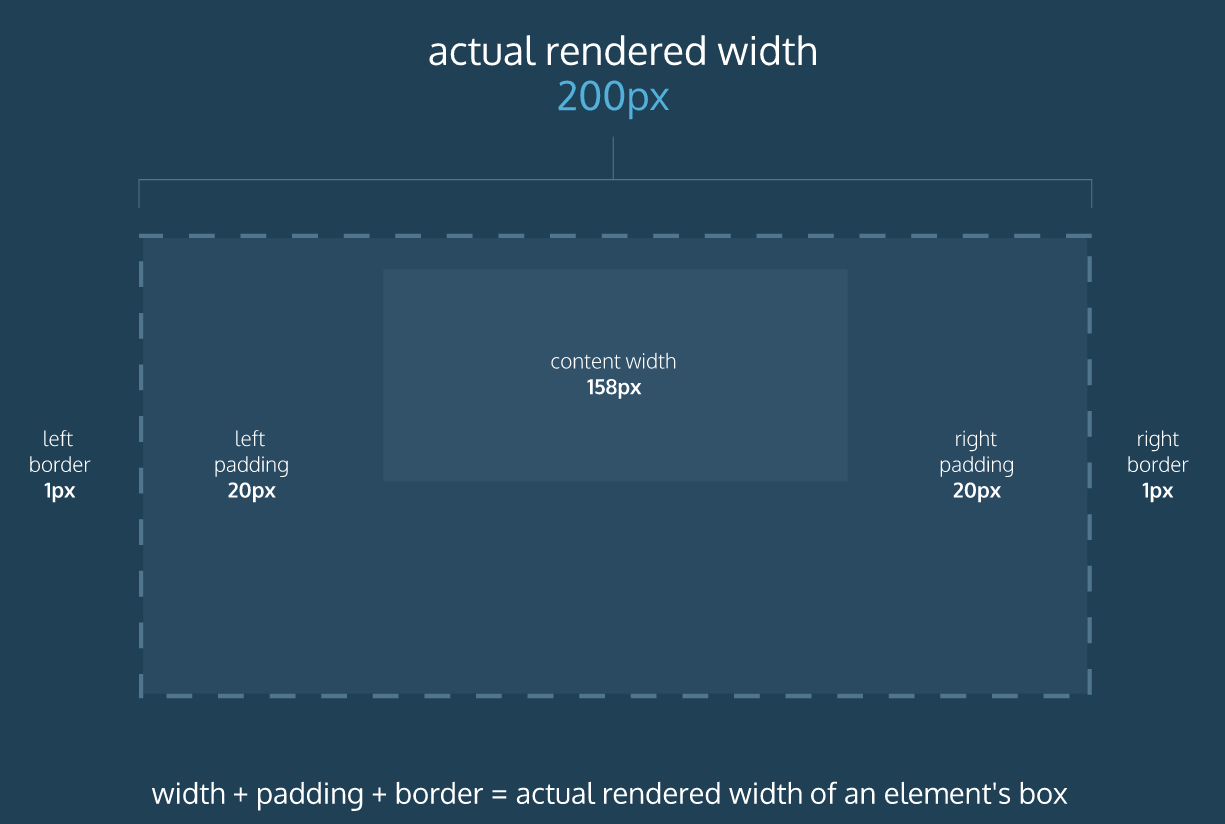 actual rendered width
200px
content width
158px
left
border
1px
left
padding
20px
right
padding
20px
right
border
1px
width + padding + border = actual rendered width of an element's box